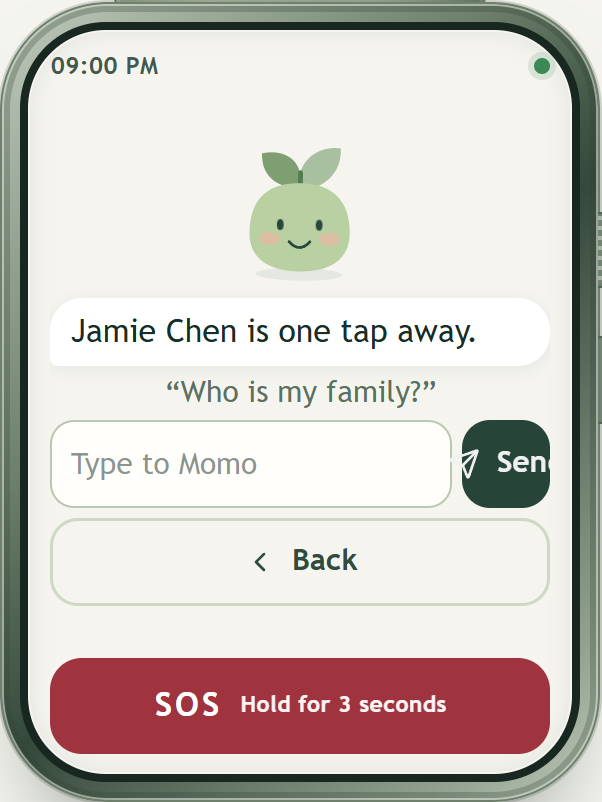 09:00 PM
Jamie Chen is one tap away.
“Who is my family?”
Type to Momo
Send
Back
SOS Hold for 3 seconds